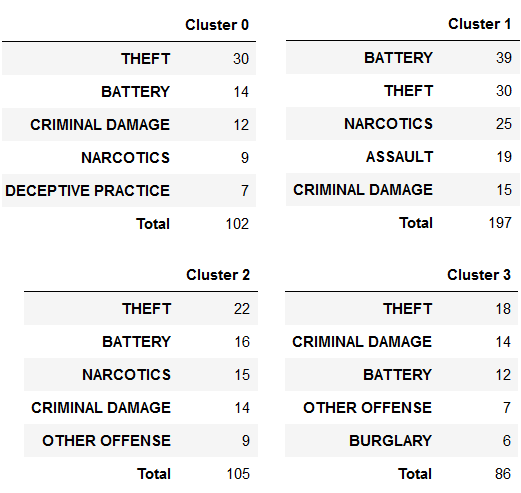 Cluster 0
THEFT 30
BATTERY 14
CRIMINAL DAMAGE 12
NARCOTICS 9
DECEPTIVE PRACTICE 7
Total 102
Cluster 1
BATTERY 39
THEFT 30
NARCOTICS 25
ASSAULT 19
CRIMINAL DAMAGE 15
Total 197
Cluster 2
THEFT 22
BATTERY 16
NARCOTICS 15
CRIMINAL DAMAGE 14
OTHER OFFENSE 9
Total 105
Cluster 3
THEFT 18
CRIMINAL DAMAGE 14
BATTERY 12
OTHER OFFENSE 7
BURGLARY 6
Total 86